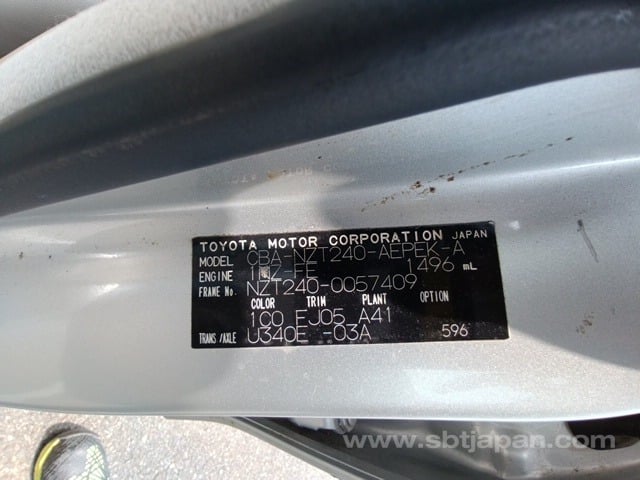 TOYOTA MOTOR CORPORATION JAPAN
MODEL CBA-NZT240-AEPEK-A
ENGINE 1NZ-FE 1496 mL
FRAME No. NZT240-0057409
COLOR TRIM PLANT OPTION
1C0 FJ05 A41
TRANS/AXLE U340E -03A 596
www.sbtjapan.com